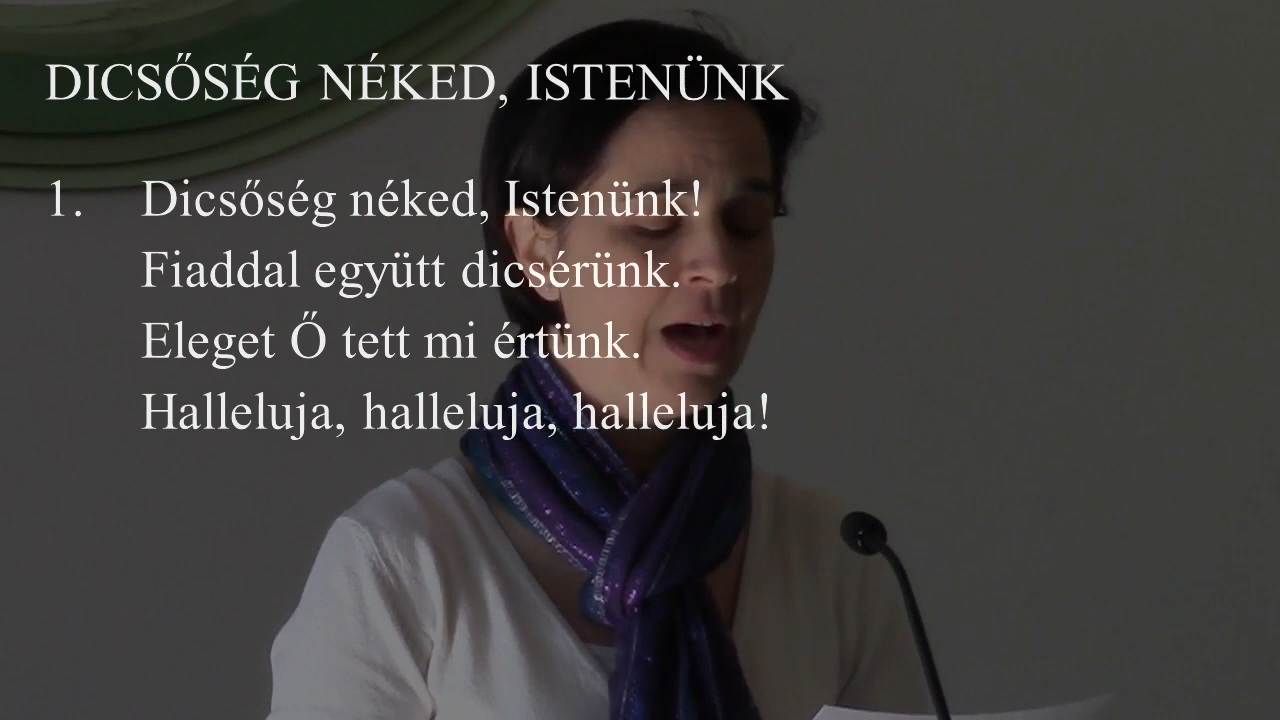 DICSŐSÉG NÉKED, ISTENÜNK
1. Dicsőség néked, Istenünk!
Fiaddal együtt dicsérünk.
Eleget Ő tett mi értünk.
Halleluja, halleluja, halleluja!